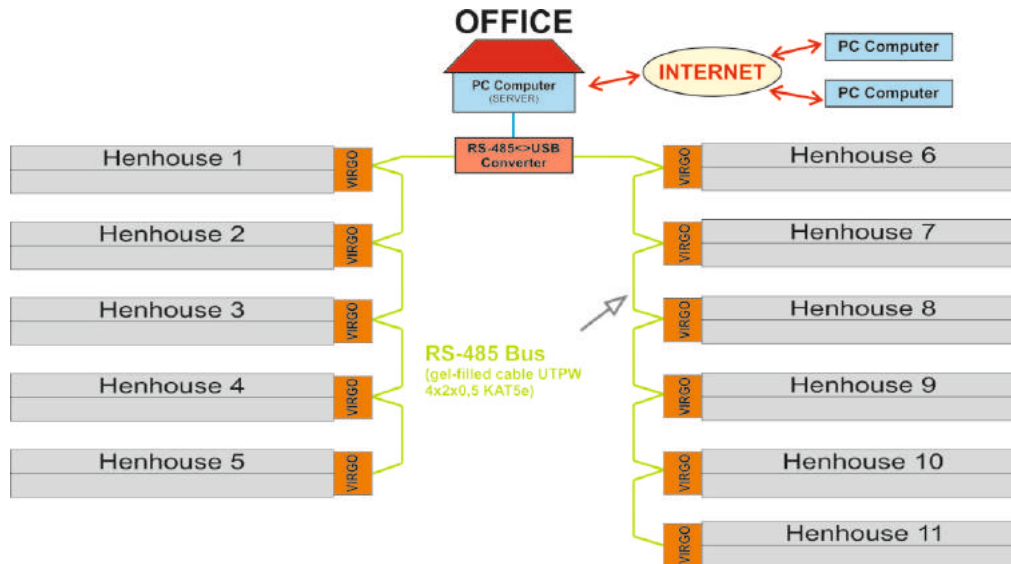 OFFICE
PC Computer
(SERVER)
INTERNET
PC Computer
PC Computer
RS-485<>USB
Converter
Henhouse 1
VIRGO
Henhouse 2
VIRGO
Henhouse 3
VIRGO
Henhouse 4
VIRGO
Henhouse 5
VIRGO
RS-485 Bus
(gel-filled cable UTPW
4x2x0,5 KAT5e)
VIRGO
Henhouse 6
VIRGO
Henhouse 7
VIRGO
Henhouse 8
VIRGO
Henhouse 9
VIRGO
Henhouse 10
VIRGO
Henhouse 11